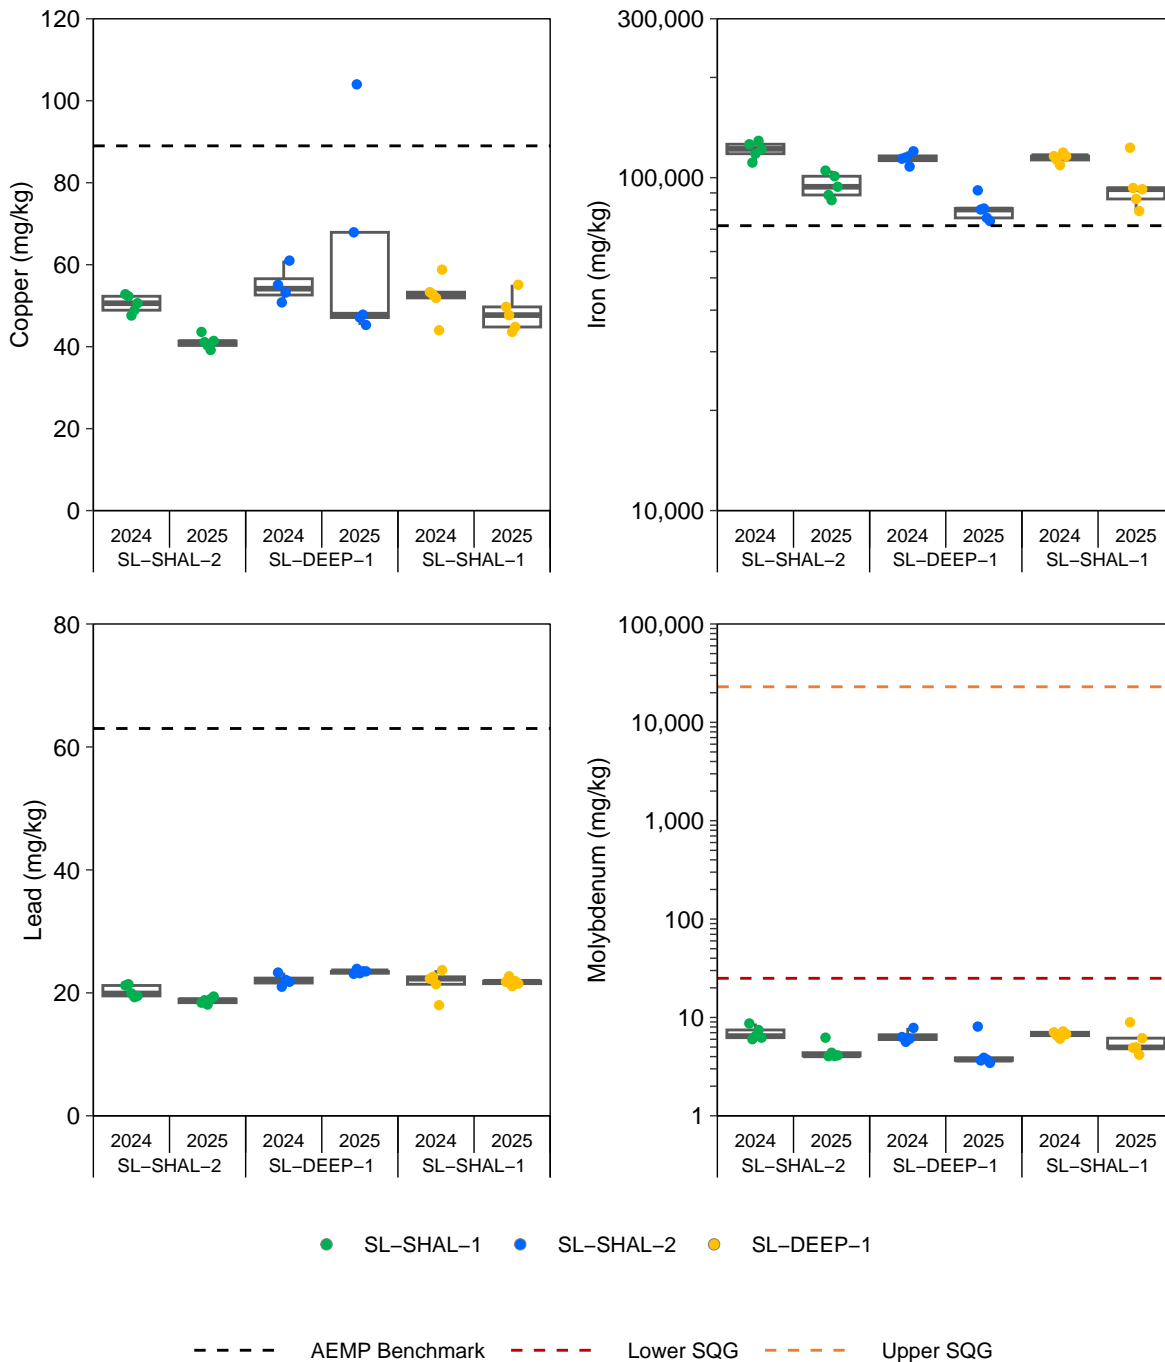 120
100
80
60
40
20
0
Copper (mg/kg)
2024 2025 2024 2025 2024 2025
SL–SHAL–2 SL–DEEP–1 SL–SHAL–1
300,000
100,000
10,000
Iron (mg/kg)
2024 2025 2024 2025 2024 2025
SL–SHAL–2 SL–DEEP–1 SL–SHAL–1
80
60
40
20
0
Lead (mg/kg)
2024 2025 2024 2025 2024 2025
SL–SHAL–2 SL–DEEP–1 SL–SHAL–1
100,000
10,000
1,000
100
10
1
Molybdenum (mg/kg)
2024 2025 2024 2025 2024 2025
SL–SHAL–2 SL–DEEP–1 SL–SHAL–1
SL–SHAL–1 SL–SHAL–2 SL–DEEP–1
AEMP Benchmark Lower SQG Upper SQG